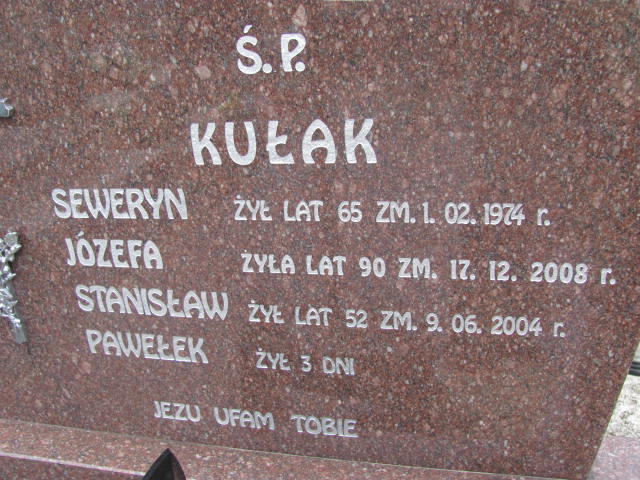 Ś.P.
KUŁAK
SEWERYN ŻYŁ LAT 65 ZM. 1. 02. 1974 r.
JÓZEFA ŻYŁA LAT 90 ZM. 17. 12. 2008 r.
STANISŁAW ŻYŁ LAT 52 ZM. 9. 06. 2004 r.
PAWEŁEK ŻYŁ 3 DNI
JEZU UFAM TOBIE